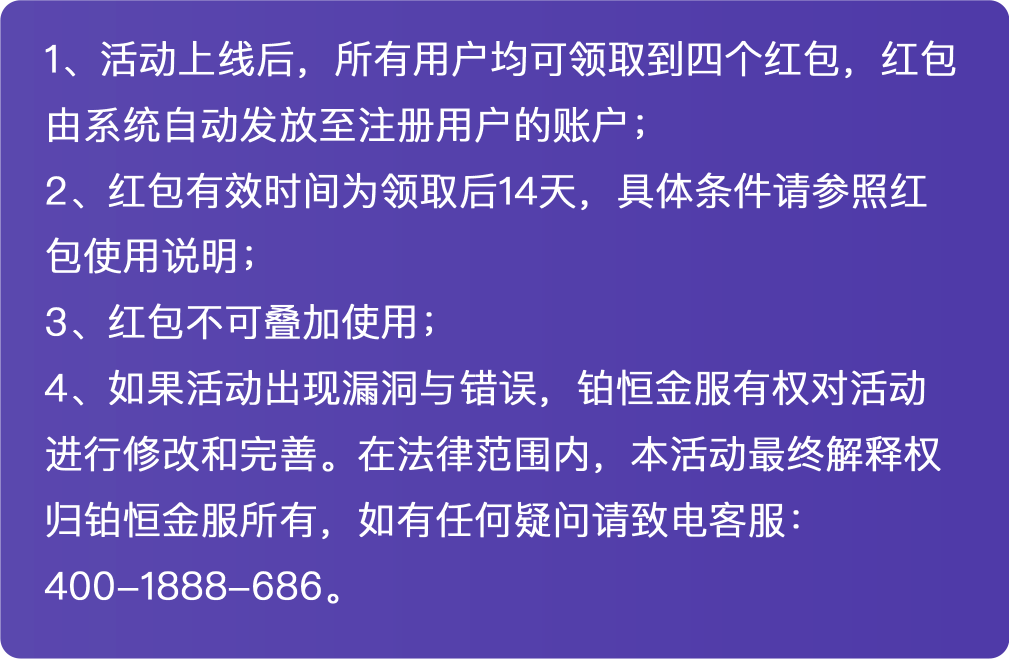 1、活动上线后，所有用户均可领取到四个红包，红包
由系统自动发放至注册用户的账户；
2、红包有效时间为领取后14天，具体条件请参照红
包使用说明；
3、红包不可叠加使用；
4、如果活动出现漏洞与错误，铂恒金服有权对活动
进行修改和完善。在法律范围内，本活动最终解释权
归铂恒金服所有，如有任何疑问请致电客服：
400-1888-686。